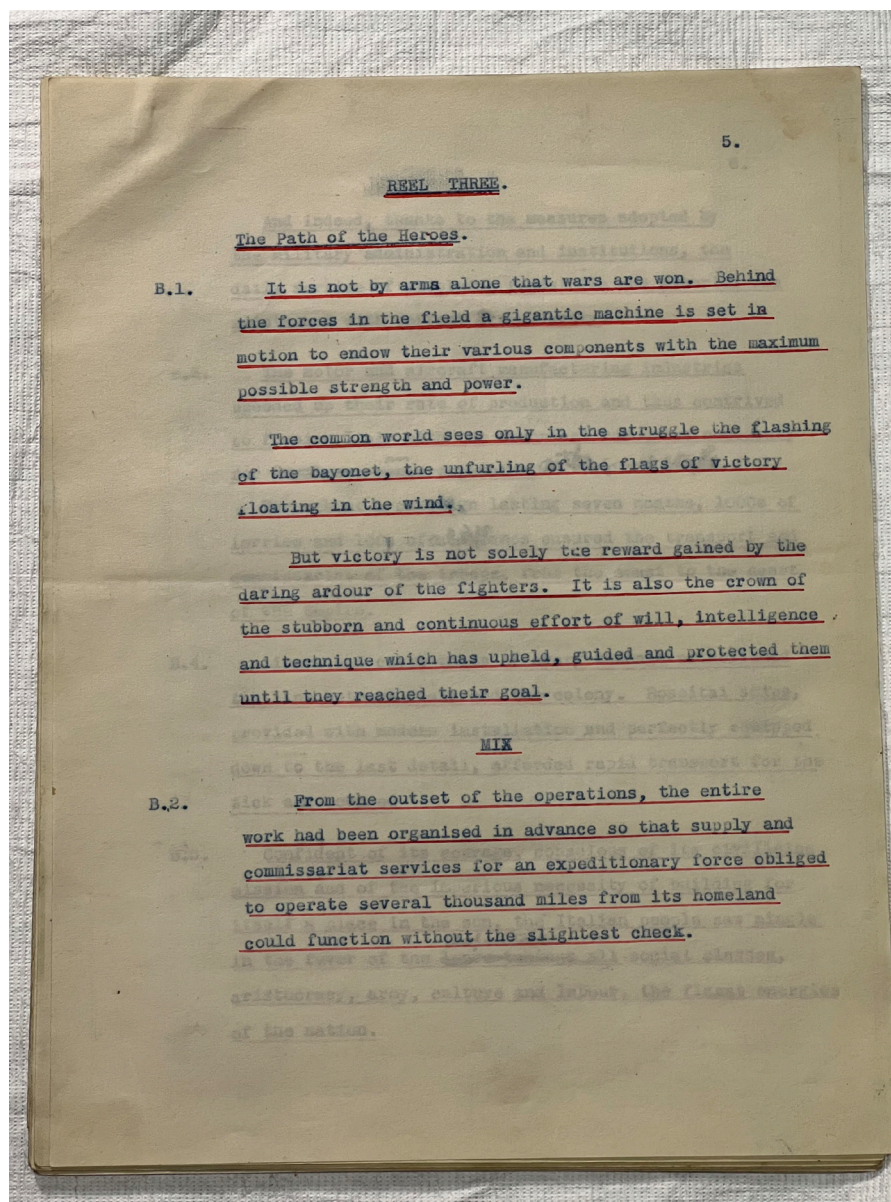 5.
REEL THREE.
The Path of the Heroes.
B.1. It is not by arms alone that wars are won. Behind
the forces in the field a gigantic machine is set in
motion to endow their various components with the maximum
possible strength and power.
The common world sees only in the struggle the flashing
of the bayonet, the unfurling of the flags of victory
floating in the wind.
But victory is not solely tce reward gained by the
daring ardour of the fighters. It is also the crown of
the stubborn and continuous effort of will, intelligence
and technique which has upheld, guided and protected them
until they reached their goal.
MIX
B.2. From the outset of the operations, the entire
work had been organised in advance so that supply and
commissariat services for an expeditionary force obliged
to operate several thousand miles from its homeland
could function without the slightest check.